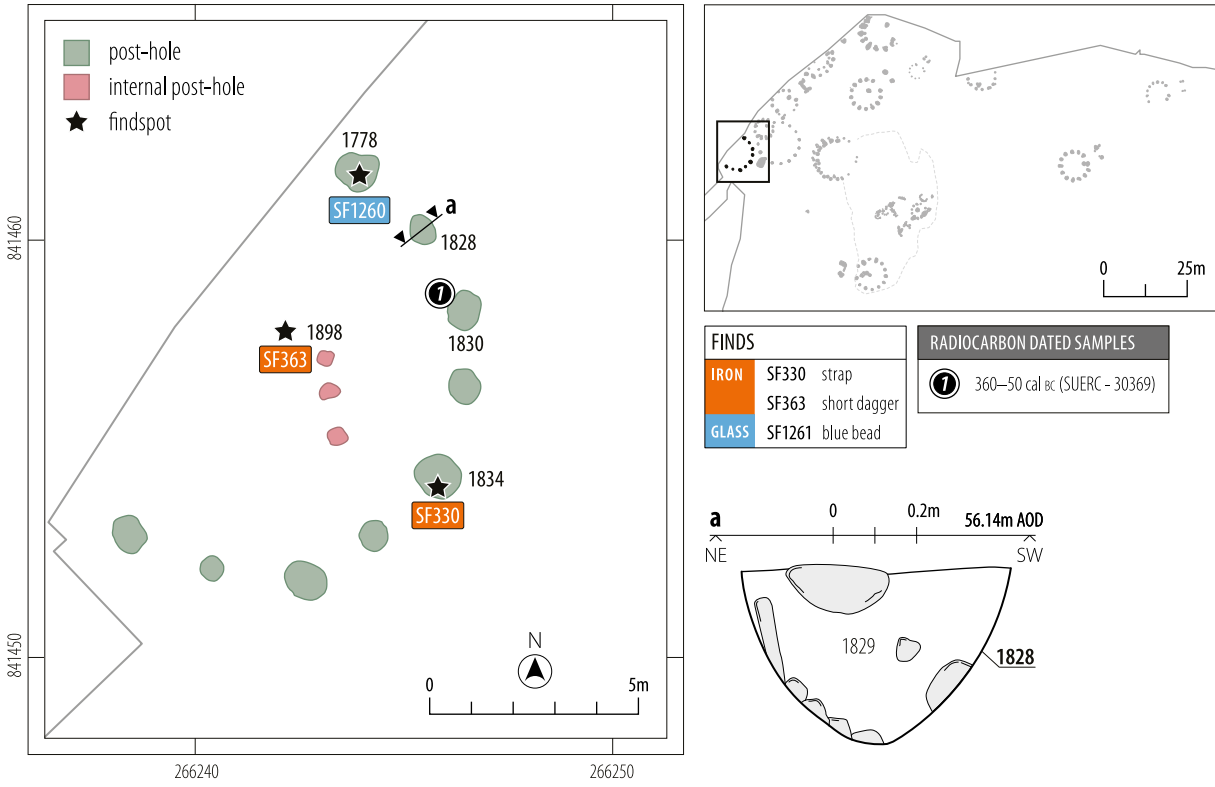 post-hole
internal post-hole
findspot
1778
SF1260
a
1828
1
1830
1898
SF363
1834
SF330
841460
841450
N
0 5m
266240 266250
0 25m
FINDS
IRON SF330 strap
SF363 short dagger
GLASS SF1261 blue bead
RADIOCARBON DATED SAMPLES
1 360–50 cal BC (SUERC - 30369)
a 0 0.2m 56.14m AOD
NE SW
1829
1828